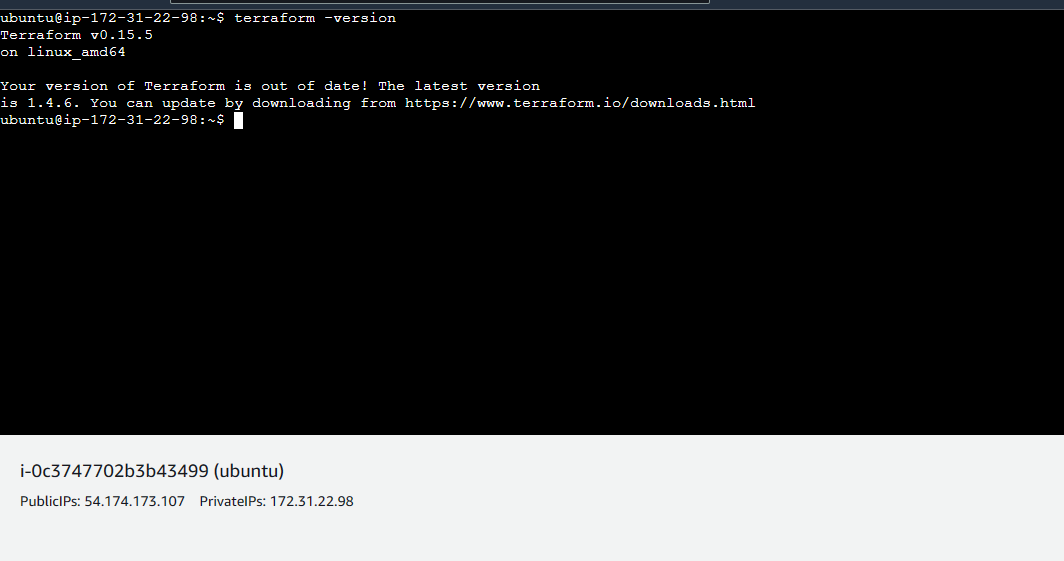 ubuntu@ip-172-31-22-98:~$ terraform -version
Terraform v0.15.5
on linux_amd64
Your version of Terraform is out of date! The latest version
is 1.4.6. You can update by downloading from https://www.terraform.io/downloads.html
ubuntu@ip-172-31-22-98:~$
i-0c3747702b3b43499 (ubuntu)
PublicIPs: 54.174.173.107 PrivateIPs: 172.31.22.98